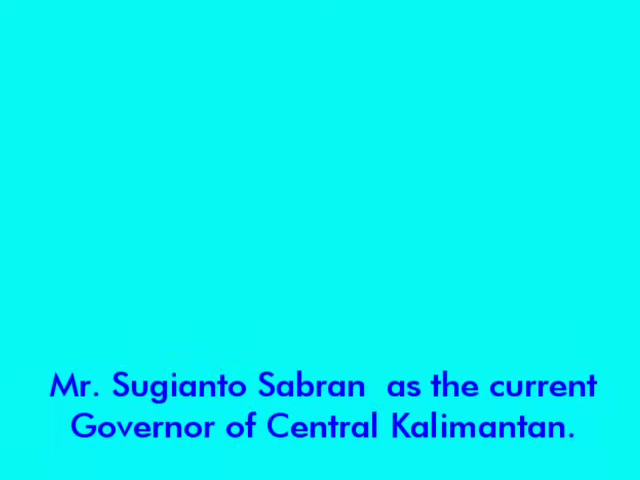 Mr. Sugianto Sabran  as the current
Governor of Central Kalimantan.